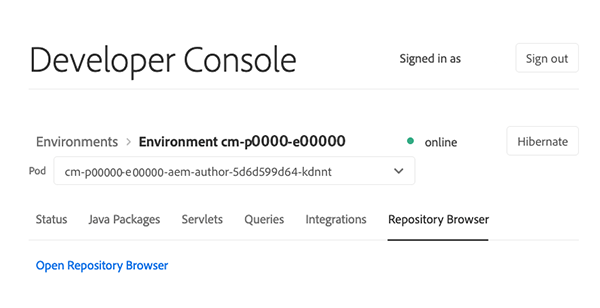 Developer Console
Signed in as
Sign out
Environments > Environment cm-p0000-e00000
online
Hibernate
Pod
cm-p00000-e00000-aem-author-5d6d599d64-kdnnt
Status Java Packages Servlets Queries Integrations Repository Browser
Open Repository Browser